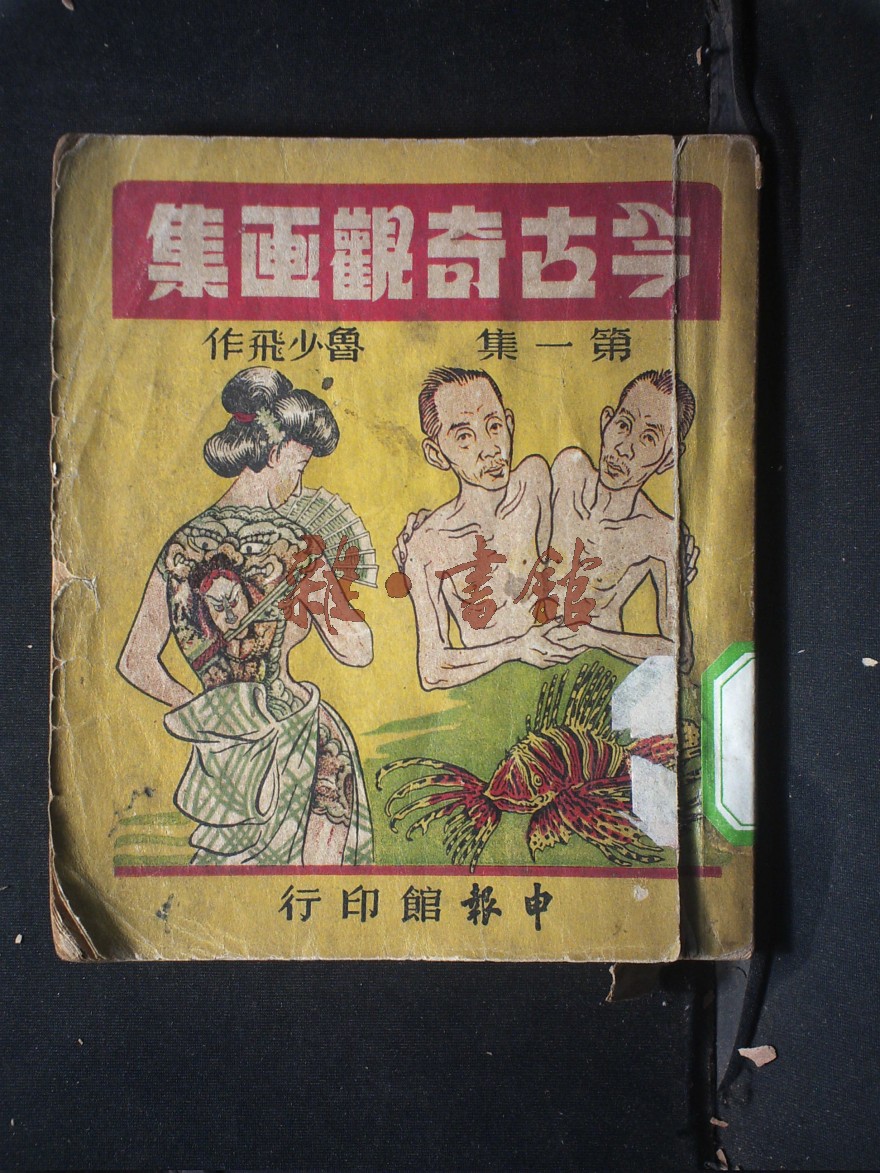 今古奇觀画集
第一集 魯少飛作
雜·書館
申報館印行